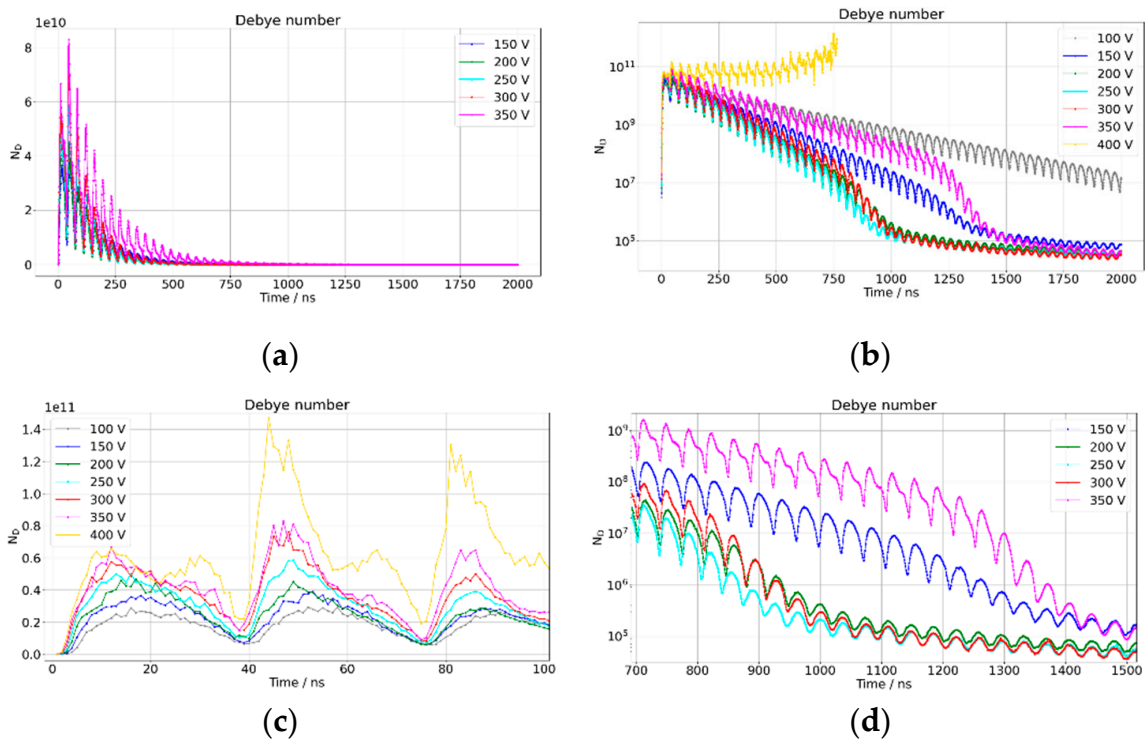 Debye number
1e10
8
6
4
2
0
N_D
150 V
200 V
250 V
300 V
350 V
0 250 500 750 1000 1250 1500 1750 2000
Time / ns
(a)
Debye number
10^11
10^9
10^7
10^5
N_D
100 V
150 V
200 V
250 V
300 V
350 V
400 V
0 250 500 750 1000 1250 1500 1750 2000
Time / ns
(b)
Debye number
1e11
1.4
1.2
1.0
0.8
0.6
0.4
0.2
0.0
N_D
100 V
150 V
200 V
250 V
300 V
350 V
400 V
0 20 40 60 80 100
Time / ns
(c)
Debye number
10^9
10^8
10^7
10^6
10^5
N_D
150 V
200 V
250 V
300 V
350 V
700 800 900 1000 1100 1200 1300 1400 1500
Time / ns
(d)